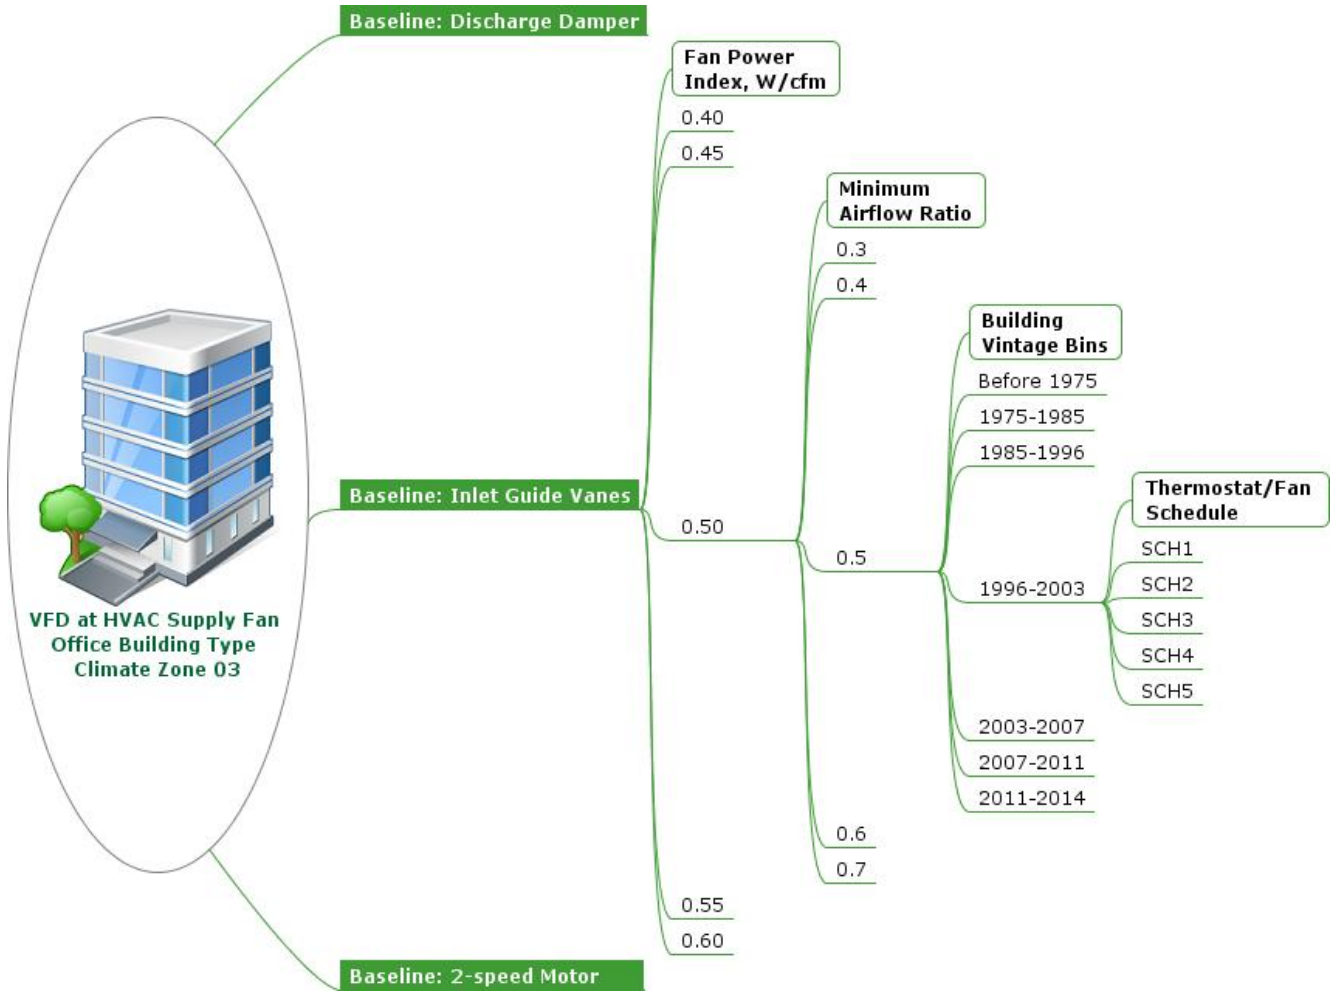 Baseline: Discharge Damper
Fan Power
Index, W/cfm
0.40
0.45
Minimum
Airflow Ratio
0.3
0.4
Building
Vintage Bins
Before 1975
1975-1985
1985-1996
Thermostat/Fan
Schedule
Baseline: Inlet Guide Vanes
0.50
0.5
1996-2003
SCH1
SCH2
SCH3
SCH4
SCH5
VFD at HVAC Supply Fan
Office Building Type
Climate Zone 03
2003-2007
2007-2011
2011-2014
0.6
0.7
0.55
0.60
Baseline: 2-speed Motor